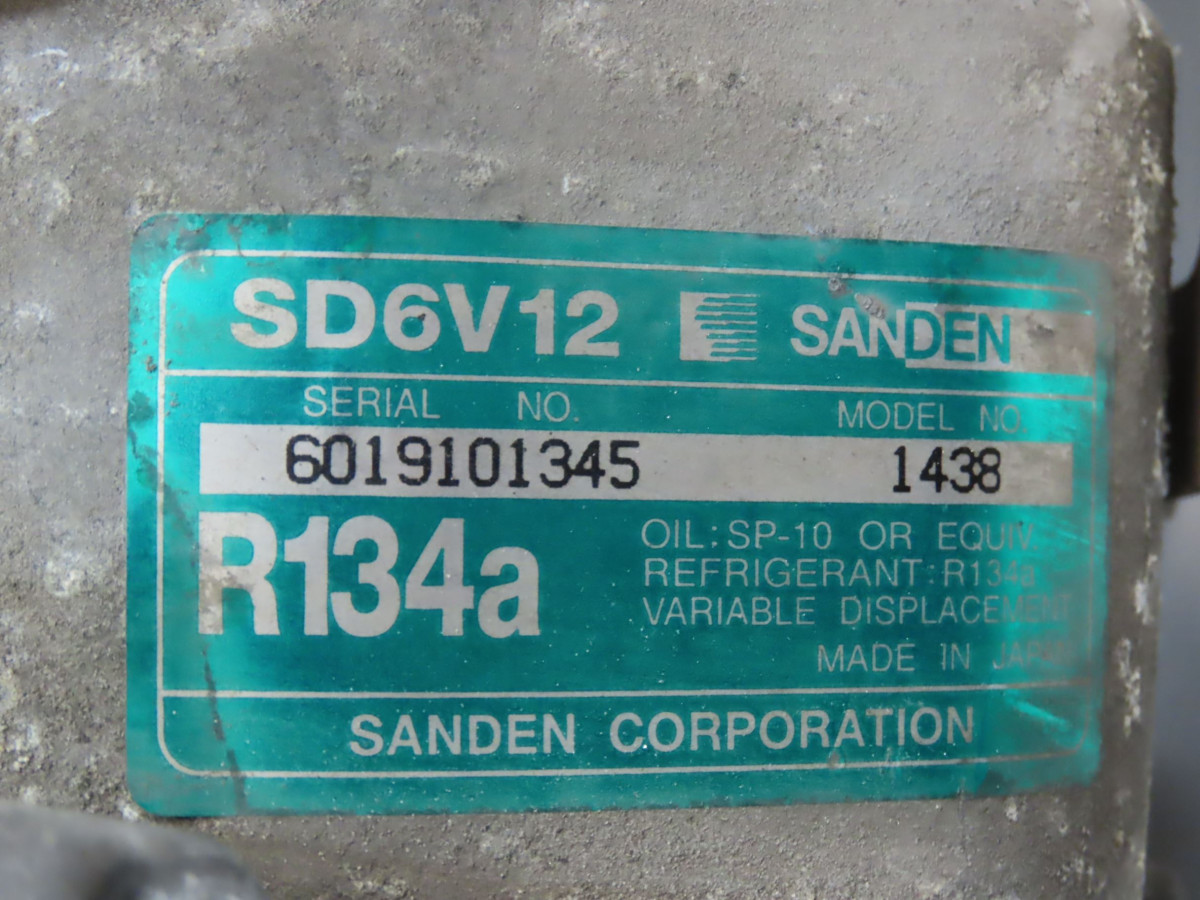 SD6V12 SANDEN
SERIAL NO. MODEL NO.
6019101345 1438
R134a
OIL:SP-10 OR EQUIV.
REFRIGERANT:R134a
VARIABLE DISPLACEMENT
MADE IN JAPAN
SANDEN CORPORATION